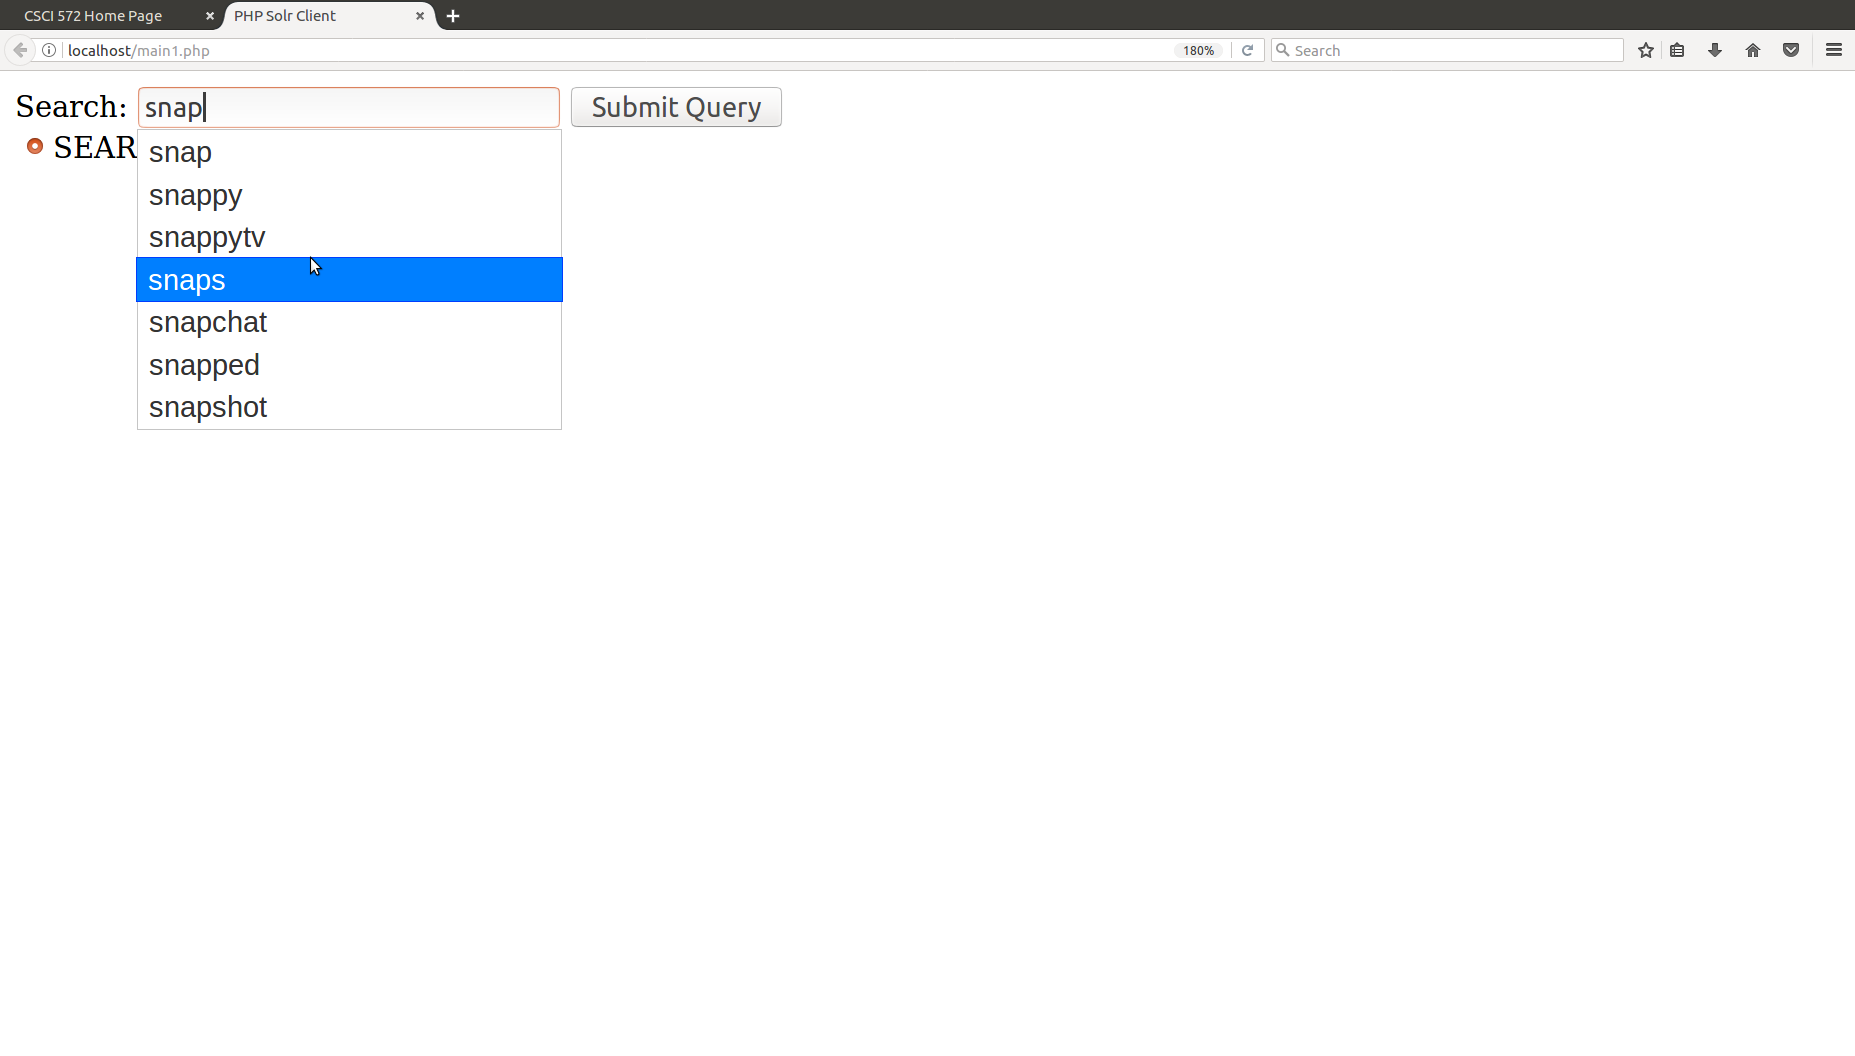 CSCI 572 Home Page
PHP Solr Client
localhost/main1.php
180%
Search
Search: snap Submit Query
SEAR
snap
snappy
snappytv
snaps
snapchat
snapped
snapshot